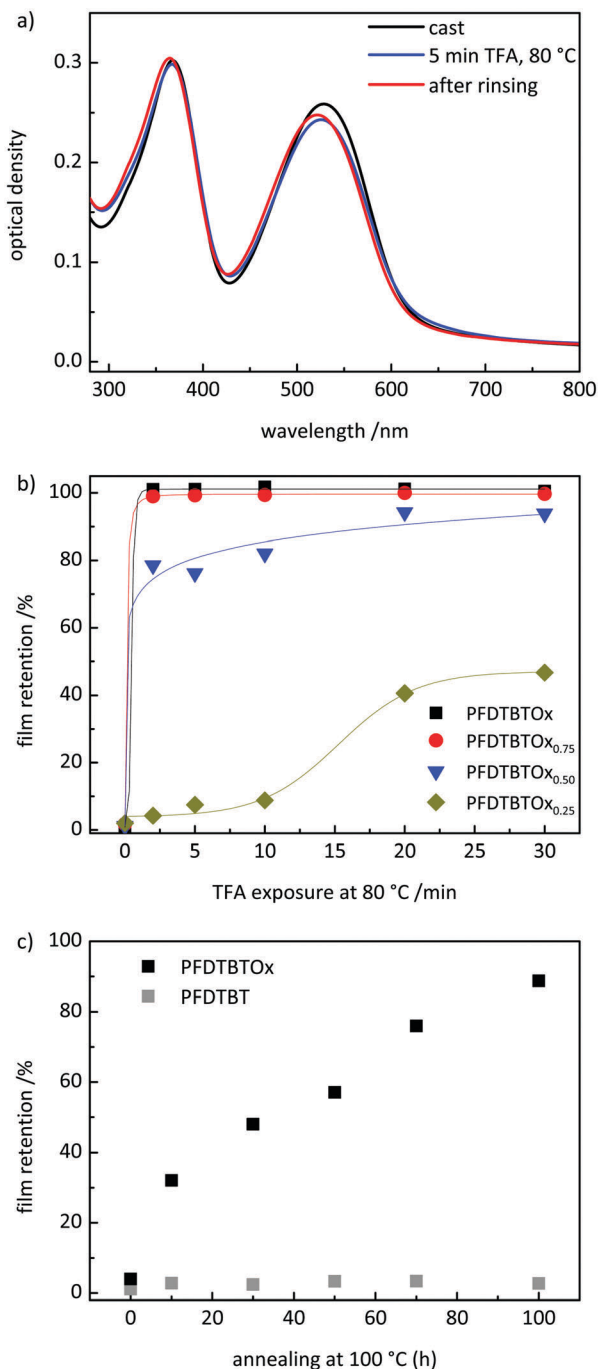 a)
cast
5 min TFA, 80 °C
after rinsing
0.3
0.2
0.1
0.0
optical density
300 400 500 600 700 800
wavelength /nm
b)
100
80
60
40
20
0
film retention /%
PFDTBTOx
PFDTBTOx0.75
PFDTBTOx0.50
PFDTBTOx0.25
0 5 10 15 20 25 30
TFA exposure at 80 °C /min
c)
100
80
60
40
20
0
film retention /%
PFDTBTOx
PFDTBT
0 20 40 60 80 100
annealing at 100 °C (h)